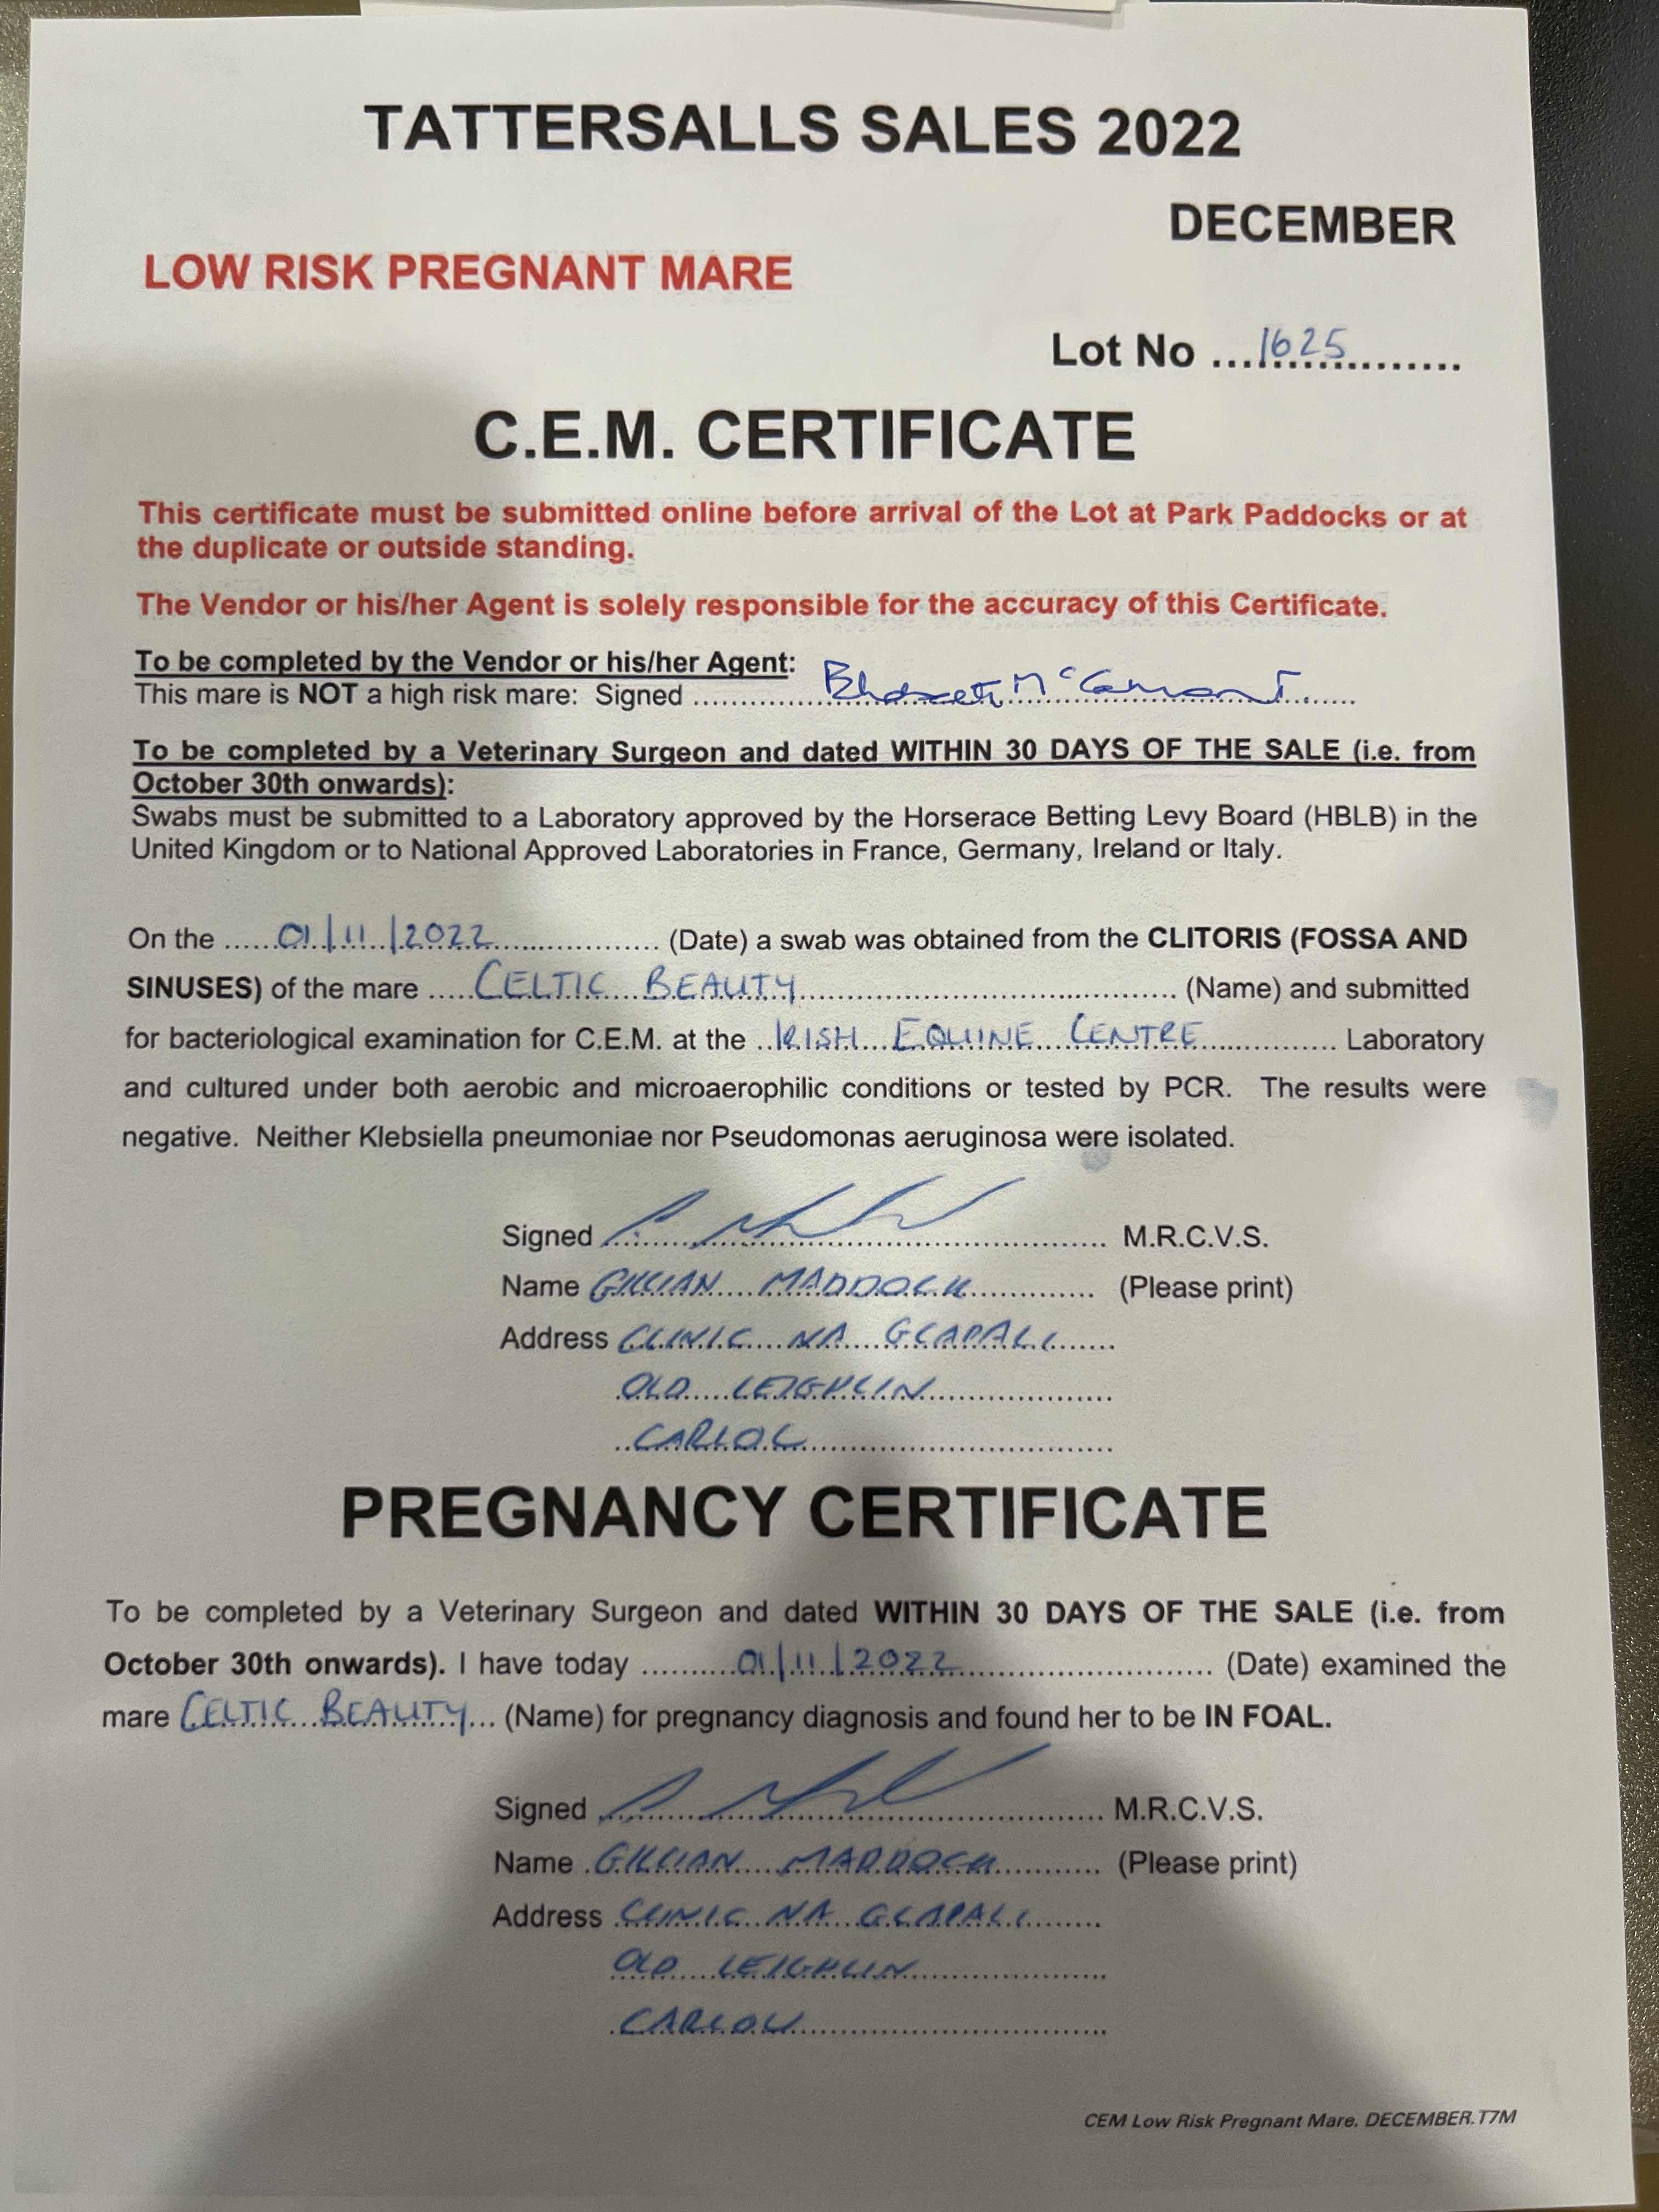 TATTERSALLS SALES 2022
DECEMBER
LOW RISK PREGNANT MARE
Lot No ...1625...
C.E.M. CERTIFICATE
This certificate must be submitted online before arrival of the Lot at Park Paddocks or at
the duplicate or outside standing.
The Vendor or his/her Agent is solely responsible for the accuracy of this Certificate.
To be completed by the Vendor or his/her Agent:
This mare is NOT a high risk mare: Signed ...
To be completed by a Veterinary Surgeon and dated WITHIN 30 DAYS OF THE SALE (i.e. from
October 30th onwards):
Swabs must be submitted to a Laboratory approved by the Horserace Betting Levy Board (HBLB) in the
United Kingdom or to National Approved Laboratories in France, Germany, Ireland or Italy.
On the ...01/11/2022... (Date) a swab was obtained from the CLITORIS (FOSSA AND
SINUSES) of the mare ...CELTIC BEAUTY... (Name) and submitted
for bacteriological examination for C.E.M. at the ...IRISH EQUINE CENTRE... Laboratory
and cultured under both aerobic and microaerophilic conditions or tested by PCR. The results were
negative. Neither Klebsiella pneumoniae nor Pseudomonas aeruginosa were isolated.
Signed ... M.R.C.V.S.
Name GILLIAN MADDOCK... (Please print)
Address CLINIC NA GCAPALL...
OLD LEIGHLIN...
CARLOW...
PREGNANCY CERTIFICATE
To be completed by a Veterinary Surgeon and dated WITHIN 30 DAYS OF THE SALE (i.e. from
October 30th onwards). I have today ...01/11/2022... (Date) examined the
mare CELTIC BEAUTY... (Name) for pregnancy diagnosis and found her to be IN FOAL.
Signed ... M.R.C.V.S.
Name GILLIAN MADDOCK... (Please print)
Address CLINIC NA GCAPALL...
OLD LEIGHLIN...
CARLOW...
CEM Low Risk Pregnant Mare. DECEMBER.T7M